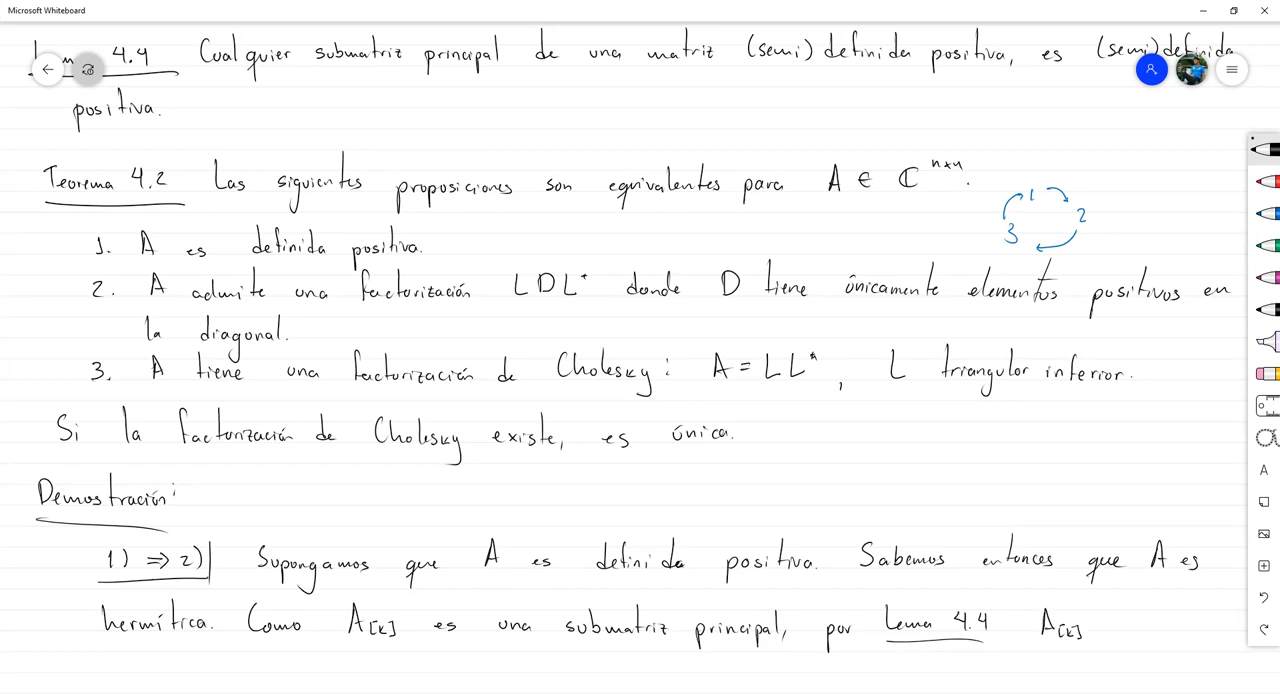 Microsoft Whiteboard
4.4 Cualquier submatriz principal de una matriz (semi) definida positiva, es (semi) definida
positiva.
Teorema 4.2 Las siguientes proposiciones son equivalentes para A ∈ ℂⁿˣⁿ.
1 2 3
1. A es definida positiva.
2. A admite una factorización LDL* donde D tiene únicamente elementos positivos en
la diagonal.
3. A tiene una factorización de Cholesky: A = LL*, L triangular inferior.
Si la factorización de Cholesky existe, es única.
Demostración:
1) ⇒ 2) Supongamos que A es definida positiva. Sabemos entonces que A es
hermítica. Como A[k] es una submatriz principal, por Lema 4.4 A[k]